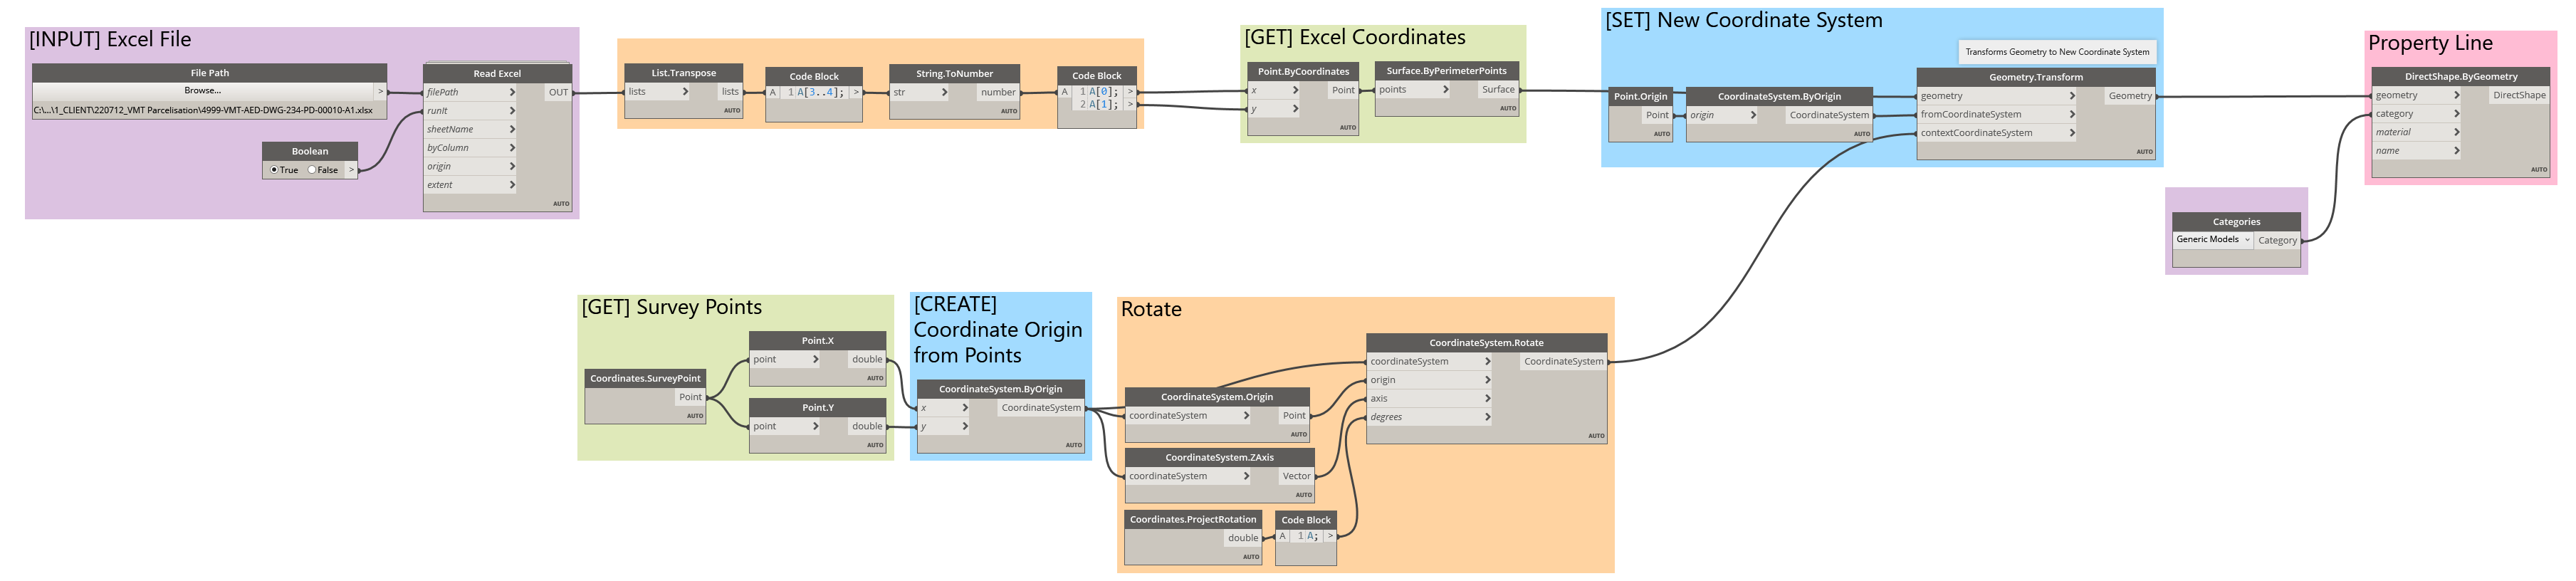 [INPUT] Excel File
File Path
Browse...
>
C:\...\1_CLIENT\220712_VMT Parcelisation\4999-VMT-AED-DWG-234-PD-00010-A1.xlsx
Boolean
True False >
Read Excel
filePath > OUT
runIt >
sheetName >
byColumn >
origin >
extent >
AUTO
List.Transpose
lists > lists
AUTO
Code Block
A 1 A[3..4]; >
String.ToNumber
str > number
AUTO
Code Block
A 1 A[0]; >
2 A[1]; >
[GET] Excel Coordinates
Point.ByCoordinates
x > Point
y >
AUTO
Surface.ByPerimeterPoints
points > Surface
AUTO
[SET] New Coordinate System
Transforms Geometry to New Coordinate System
Point.Origin
Point
AUTO
CoordinateSystem.ByOrigin
origin > CoordinateSystem
AUTO
Geometry.Transform
geometry > Geometry
fromCoordinateSystem >
contextCoordinateSystem >
AUTO
Property Line
DirectShape.ByGeometry
geometry > DirectShape
category >
material >
name >
AUTO
Categories
Generic Models Category
[GET] Survey Points
Coordinates.SurveyPoint
Point
AUTO
Point.X
point > double
AUTO
Point.Y
point > double
AUTO
[CREATE]
Coordinate Origin
from Points
CoordinateSystem.ByOrigin
x > CoordinateSystem
y >
AUTO
Rotate
CoordinateSystem.Origin
coordinateSystem > Point
AUTO
CoordinateSystem.ZAxis
coordinateSystem > Vector
AUTO
Coordinates.ProjectRotation
double
AUTO
Code Block
A 1 A; >
CoordinateSystem.Rotate
coordinateSystem > CoordinateSystem
origin >
axis >
degrees >
AUTO